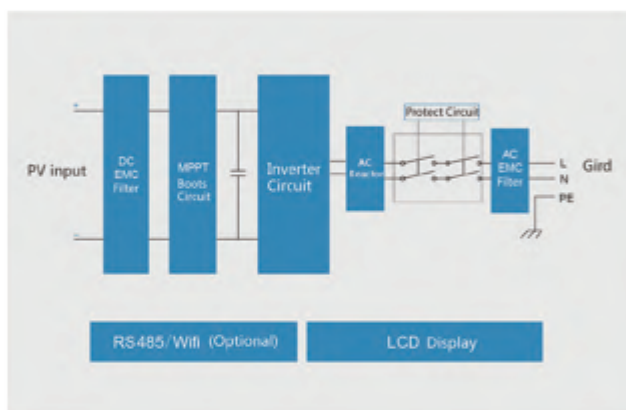 +
PV input
-
DC
EMC
Filter
MPPT
Boots
Circuit
Inverter
Circuit
AC
Reactor
Protect Circuit
AC
EMC
Filter
L
N
PE
Gird
RS485/Wifi (Optional)
LCD Display